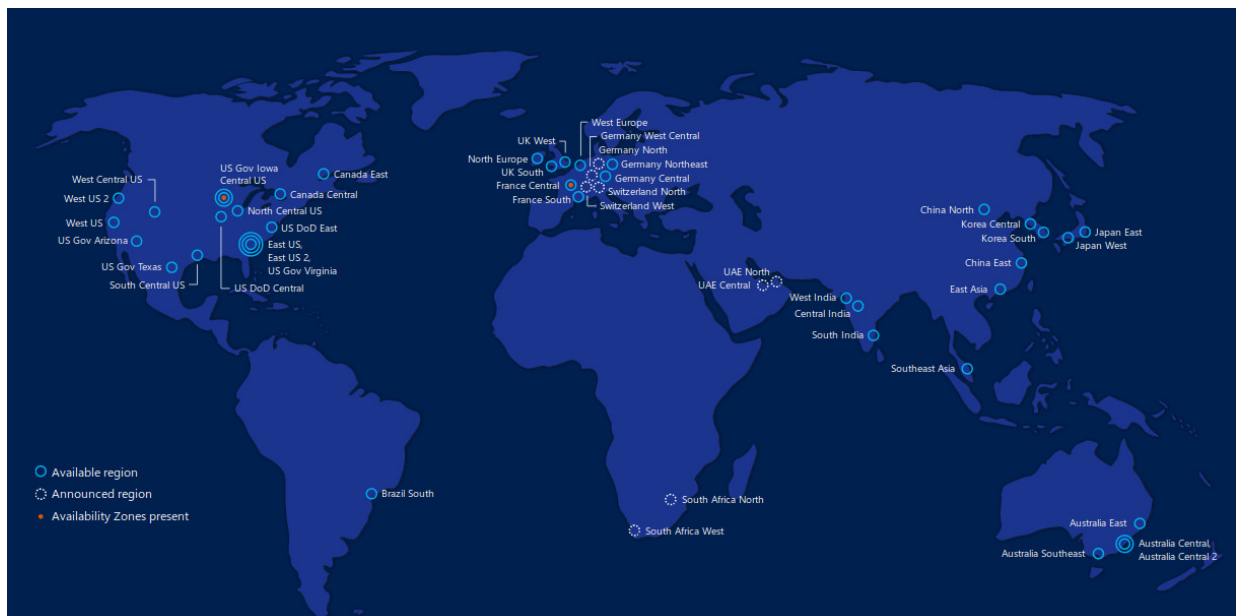 West Europe
Germany West Central
UK West
Germany North
North Europe
Germany Northeast
UK South
Germany Central
France Central
Switzerland North
France South
Switzerland West
US Gov Iowa
Central US
Canada East
West Central US
West US 2
Canada Central
North Central US
West US
US DoD East
US Gov Arizona
East US,
East US 2,
US Gov Virginia
US Gov Texas
South Central US
US DoD Central
China North
Korea Central
Korea South
Japan East
Japan West
China East
East Asia
UAE North
UAE Central
West India
Central India
South India
Southeast Asia
Available region
Announced region
Availability Zones present
Brazil South
South Africa North
South Africa West
Australia East
Australia Central,
Australia Central 2
Australia Southeast